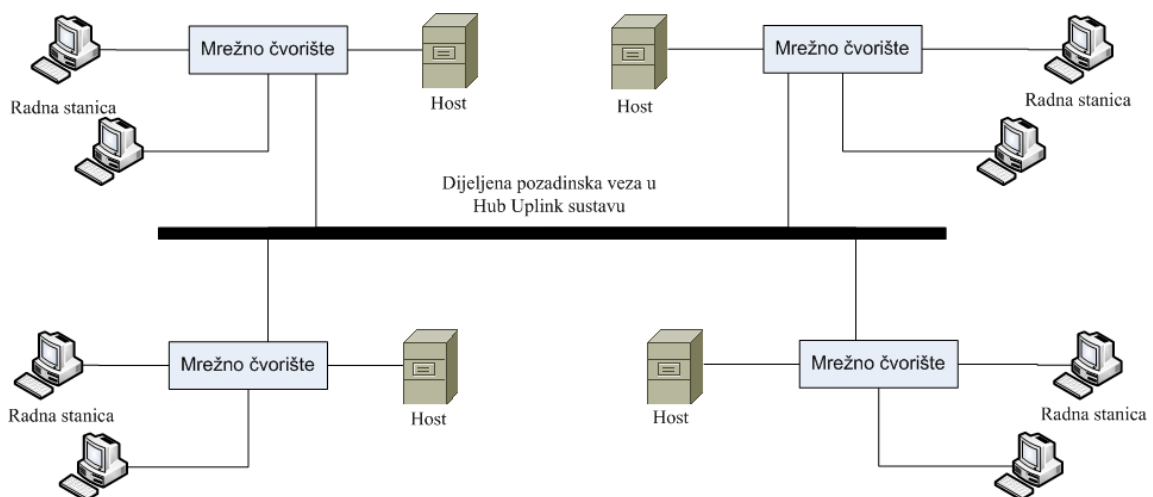 Mrežno čvorište
Mrežno čvorište
Radna stanica
Host
Host
Radna stanica
Dijeljena pozadinska veza u
Hub Uplink sustavu
Mrežno čvorište
Mrežno čvorište
Radna stanica
Host
Host
Radna stanica